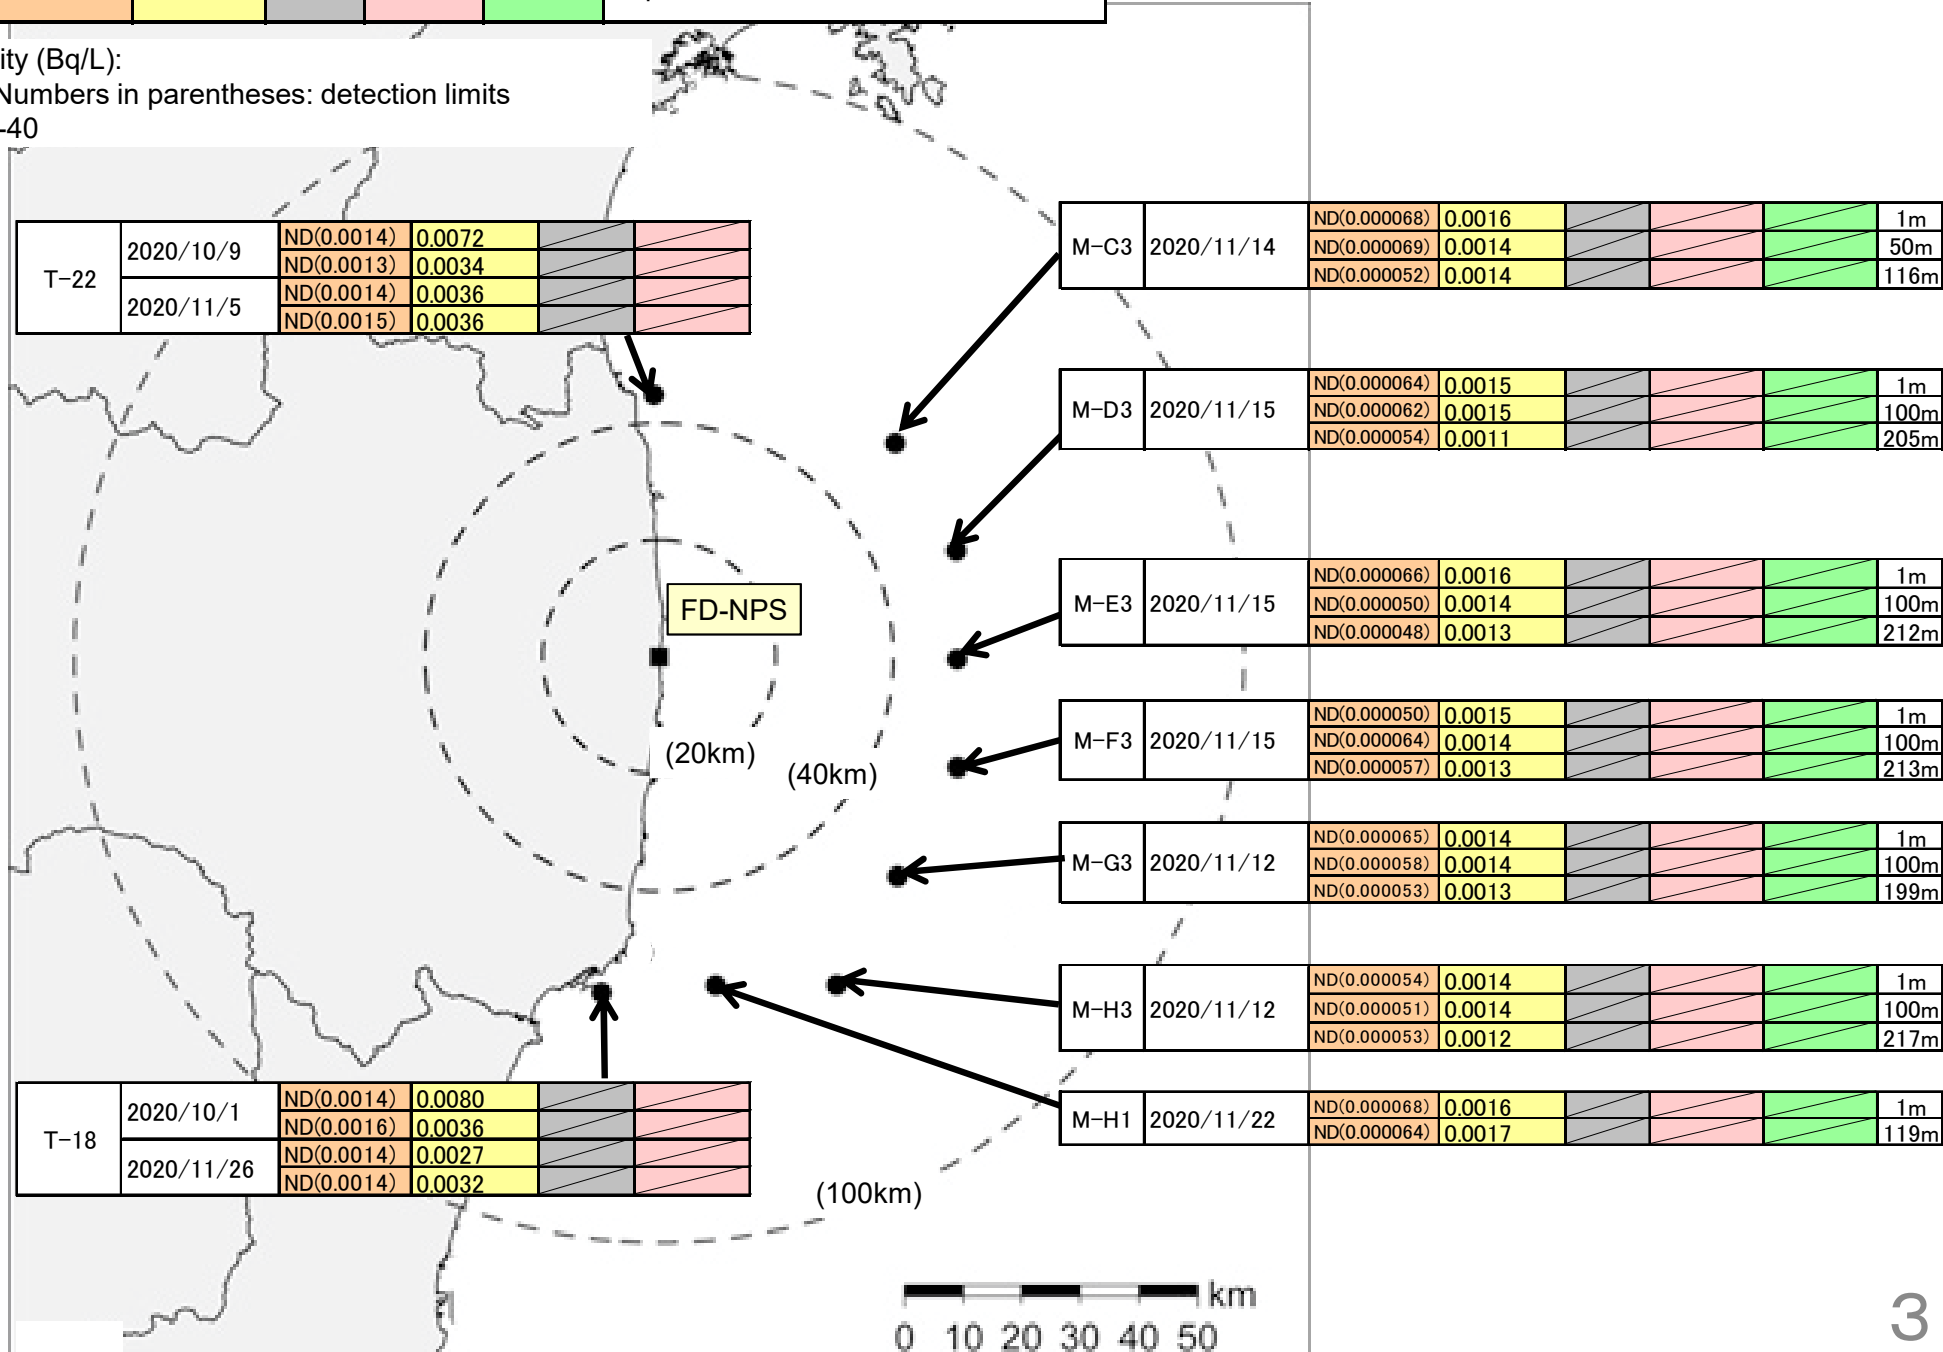 ity (Bq/L):
Numbers in parentheses: detection limits
-40
T-22 2020/10/9 ND(0.0014) 0.0072
ND(0.0013) 0.0034
2020/11/5 ND(0.0014) 0.0036
ND(0.0015) 0.0036
M-C3 2020/11/14 ND(0.000068) 0.0016 1m
ND(0.000069) 0.0014 50m
ND(0.000052) 0.0014 116m
M-D3 2020/11/15 ND(0.000064) 0.0015 1m
ND(0.000062) 0.0015 100m
ND(0.000054) 0.0011 205m
M-E3 2020/11/15 ND(0.000066) 0.0016 1m
ND(0.000050) 0.0014 100m
ND(0.000048) 0.0013 212m
FD-NPS
(20km)
(40km)
M-F3 2020/11/15 ND(0.000050) 0.0015 1m
ND(0.000064) 0.0014 100m
ND(0.000057) 0.0013 213m
M-G3 2020/11/12 ND(0.000065) 0.0014 1m
ND(0.000058) 0.0014 100m
ND(0.000053) 0.0013 199m
M-H3 2020/11/12 ND(0.000054) 0.0014 1m
ND(0.000051) 0.0014 100m
ND(0.000053) 0.0012 217m
T-18 2020/10/1 ND(0.0014) 0.0080
ND(0.0016) 0.0036
2020/11/26 ND(0.0014) 0.0027
ND(0.0014) 0.0032
M-H1 2020/11/22 ND(0.000068) 0.0016 1m
ND(0.000064) 0.0017 119m
(100km)
km
0 10 20 30 40 50
3